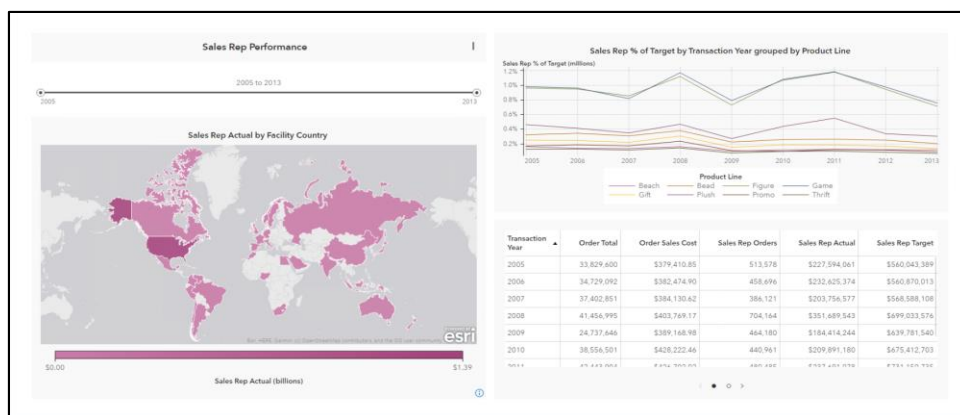 Sales Rep Performance
2005 to 2013
2005
2013
Sales Rep Actual by Facility Country
esri
$0.00
$1.39
Sales Rep Actual (billions)
Sales Rep % of Target by Transaction Year grouped by Product Line
Sales Rep % of Target (millions)
1.2%
1.0%
0.8%
0.6%
0.4%
0.2%
2005 2006 2007 2008 2009 2010 2011 2012 2013
Product Line
Beach Bead Figure Game
Gift Plush Promo Thrift
Transaction Year Order Total Order Sales Cost Sales Rep Orders Sales Rep Actual Sales Rep Target
2005 33,829,600 $379,410.85 513,578 $227,594,061 $560,043,389
2006 34,729,092 $382,474.90 458,696 $232,625,374 $560,870,013
2007 37,402,851 $384,130.62 386,121 $203,756,577 $568,588,108
2008 41,456,995 $403,769.17 704,164 $351,689,543 $699,033,576
2009 24,737,646 $389,168.98 464,180 $184,414,244 $639,781,540
2010 38,556,501 $428,222.46 440,961 $209,891,180 $675,412,703